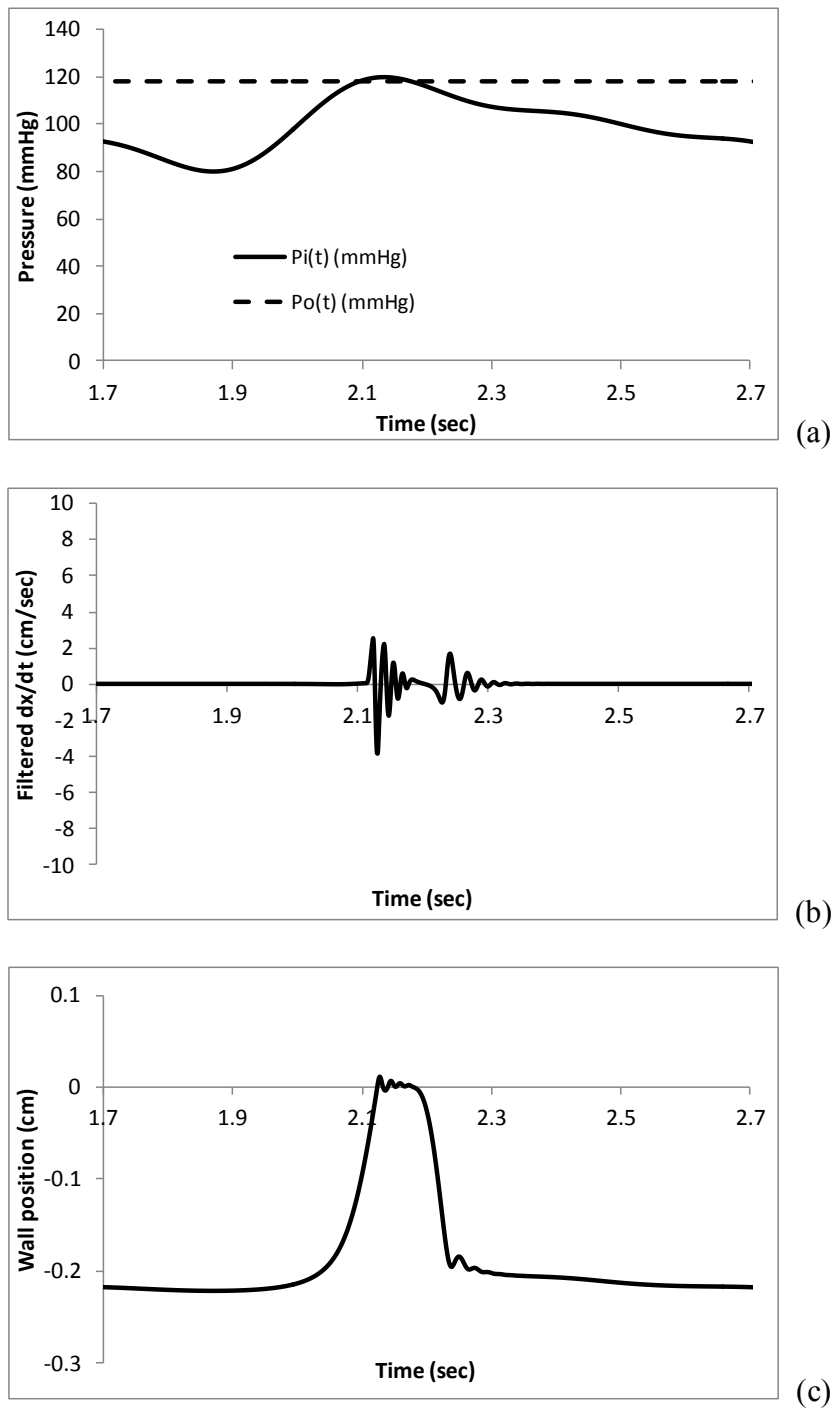 140
120
100
80
60
40
20
0
Pressure (mmHg)
Pi(t) (mmHg)
Po(t) (mmHg)
1.7 1.9 2.1 2.3 2.5 2.7
Time (sec)
(a)
10
8
6
4
2
0
-2
-4
-6
-8
-10
Filtered dx/dt (cm/sec)
1.7 1.9 2.1 2.3 2.5 2.7
Time (sec)
(b)
0.1
0
-0.1
-0.2
-0.3
Wall position (cm)
1.7 1.9 2.1 2.3 2.5 2.7
Time (sec)
(c)